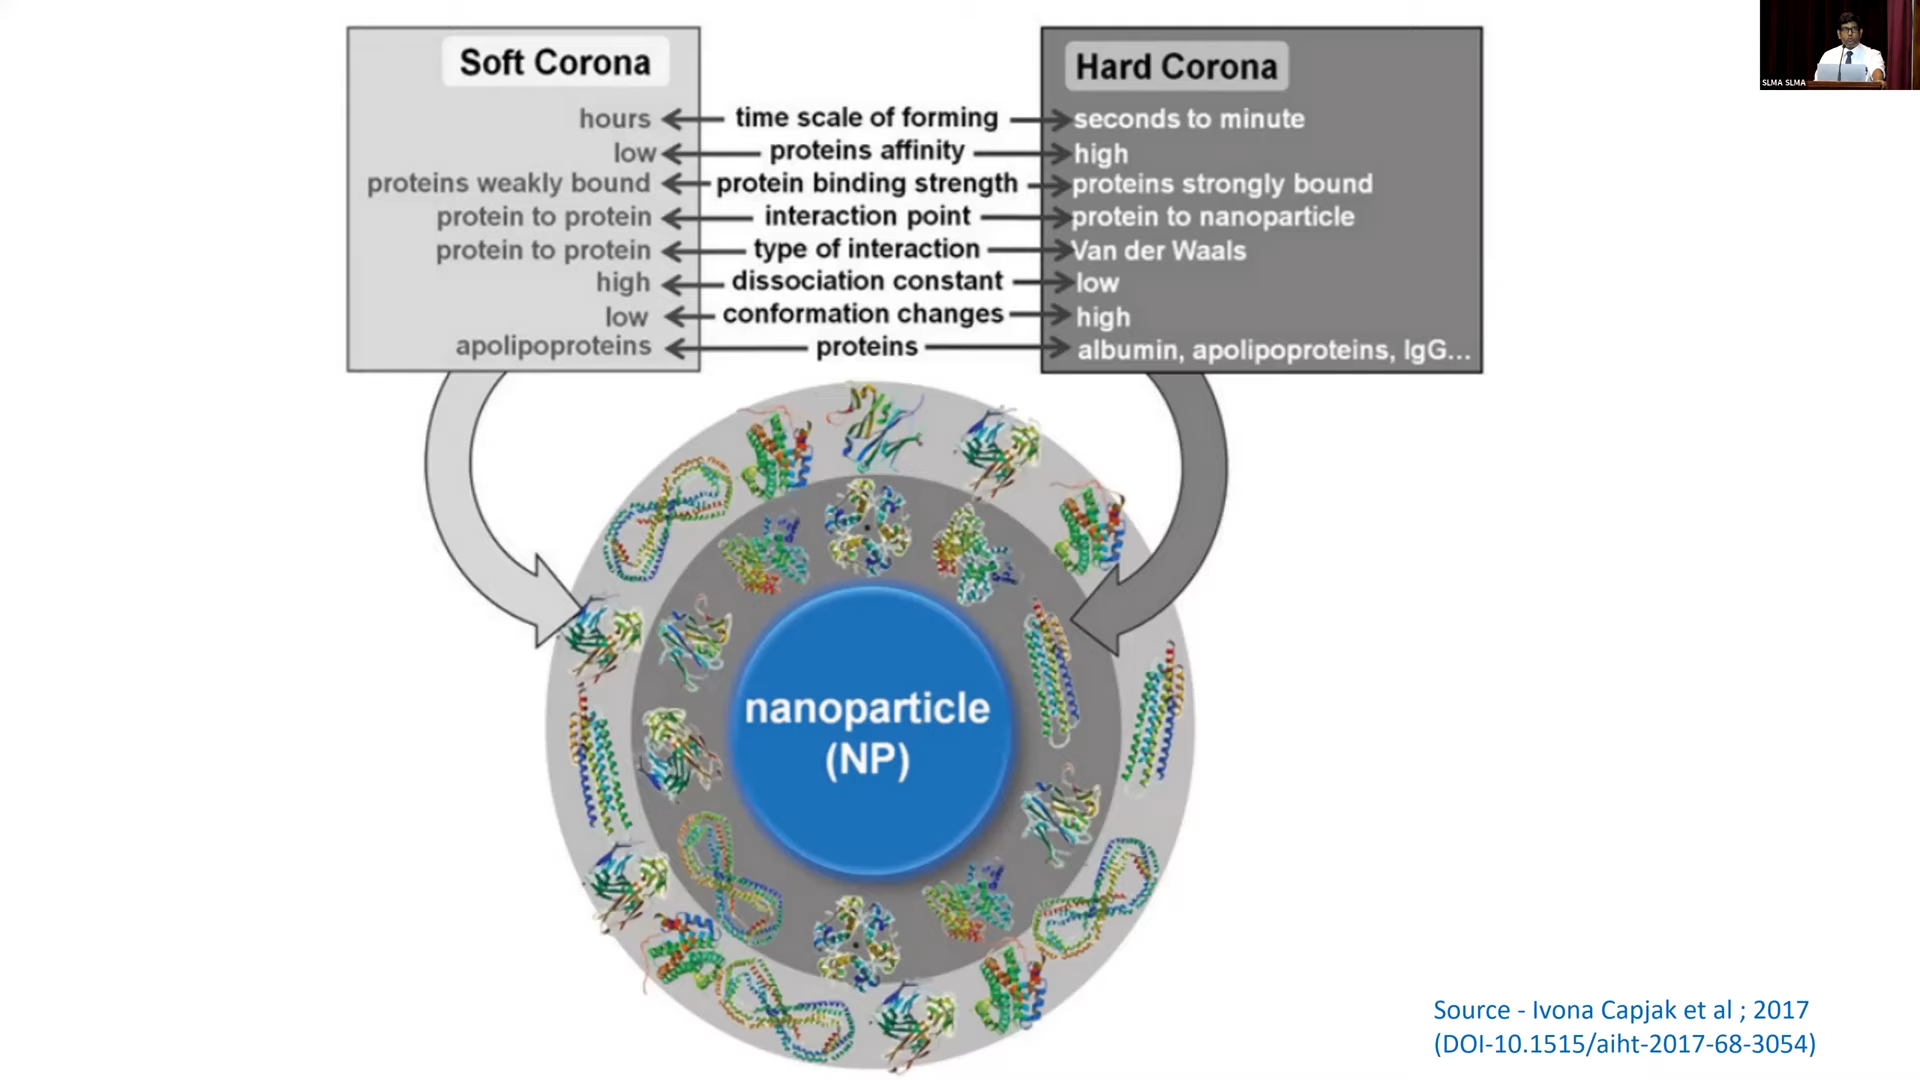 Soft Corona
Hard Corona
hours time scale of forming seconds to minute
low proteins affinity high
proteins weakly bound protein binding strength proteins strongly bound
protein to protein interaction point protein to nanoparticle
protein to protein type of interaction Van der Waals
high dissociation constant low
low conformation changes high
apolipoproteins proteins albumin, apolipoproteins, IgG...
nanoparticle
(NP)
Source - Ivona Capjak et al ; 2017
(DOI-10.1515/aiht-2017-68-3054)
SLMA SLMA